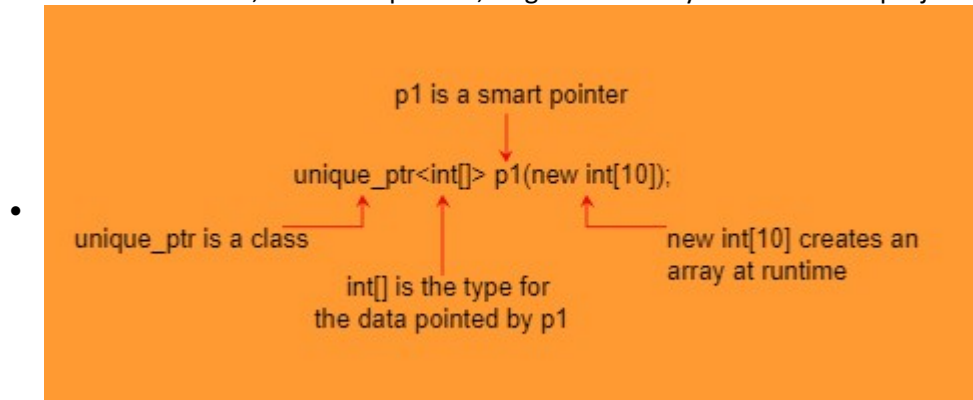 p1 is a smart pointer
unique_ptr<int[]> p1(new int[10]);
unique_ptr is a class
new int[10] creates an
array at runtime
int[] is the type for
the data pointed by p1